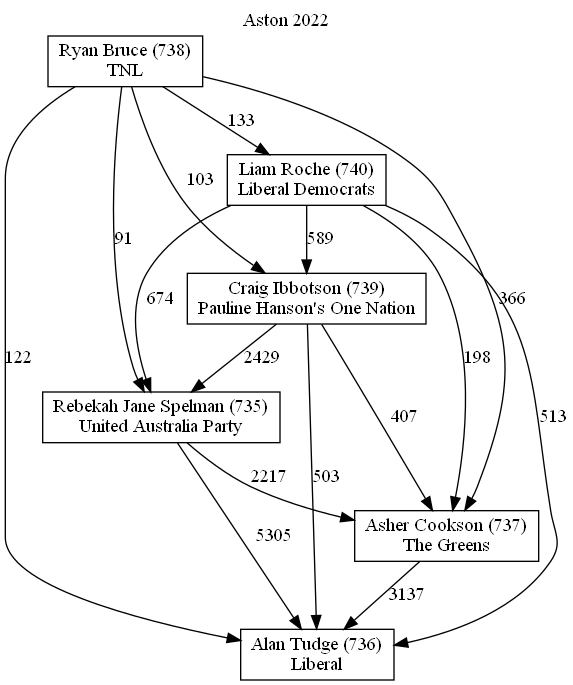 Aston 2022
Ryan Bruce (738)
TNL
133
Liam Roche (740)
Liberal Democrats
103
91
589
366
674
Craig Ibbotson (739)
Pauline Hanson's One Nation
122
2429
198
407
513
Rebekah Jane Spelman (735)
United Australia Party
2217
503
5305
Asher Cookson (737)
The Greens
3137
Alan Tudge (736)
Liberal